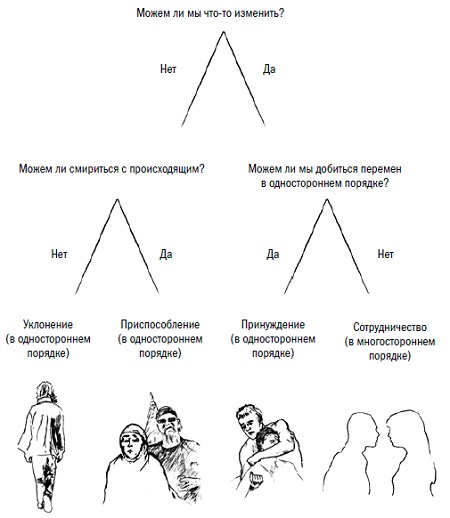 Можем ли мы что-то изменить?
Нет
Да
Можем ли смириться с происходящим?
Можем ли мы добиться перемен
в одностороннем порядке?
Нет
Да
Да
Нет
Уклонение
(в одностороннем
порядке)
Приспособление
(в одностороннем
порядке)
Принуждение
(в одностороннем
порядке)
Сотрудничество
(в многостороннем
порядке)